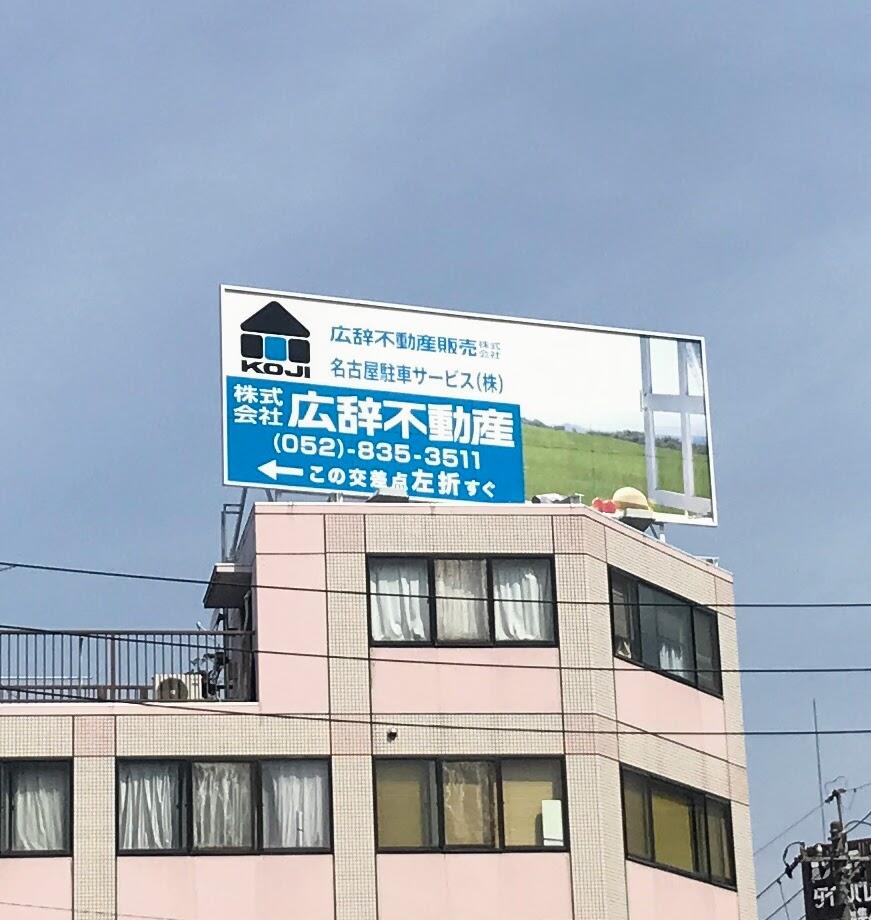 KOJI
広辞不動産販売株式会社
名古屋駐車サービス(株)
株式会社広辞不動産
(052)-835-3511
←この交差点左折すぐ